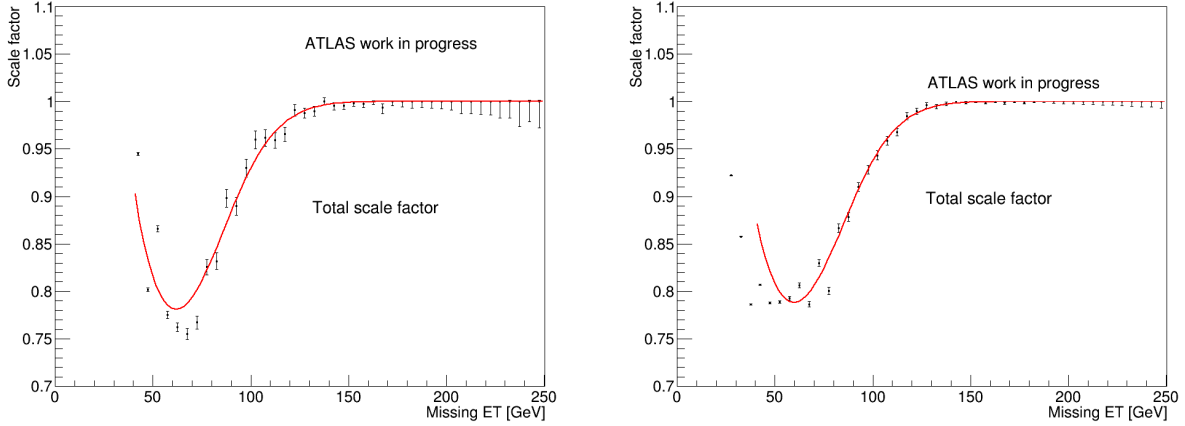 1.1
1.05
1
0.95
0.9
0.85
0.8
0.75
0.7
Scale factor
ATLAS work in progress
Total scale factor
0 50 100 150 200 250
Missing ET [GeV]
1.1
1.05
1
0.95
0.9
0.85
0.8
0.75
0.7
Scale factor
ATLAS work in progress
Total scale factor
0 50 100 150 200 250
Missing ET [GeV]